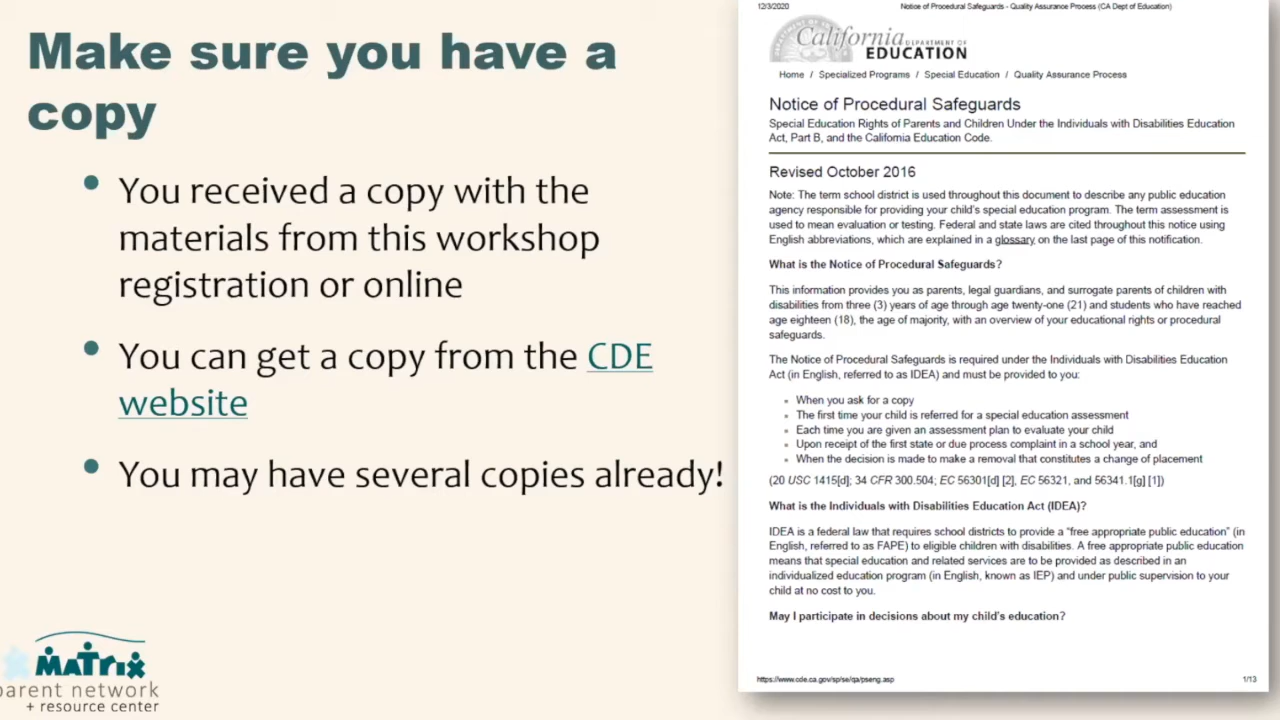 Make sure you have a
copy
• You received a copy with the
materials from this workshop
registration or online
• You can get a copy from the CDE
website
• You may have several copies already!
MATRIX
parent network
+ resource center
12/3/2020 Notice of Procedural Safeguards - Quality Assurance Process (CA Dept of Education)
California DEPARTMENT OF
EDUCATION
Home / Specialized Programs / Special Education / Quality Assurance Process
Notice of Procedural Safeguards
Special Education Rights of Parents and Children Under the Individuals with Disabilities Education
Act, Part B, and the California Education Code.
Revised October 2016
Note: The term school district is used throughout this document to describe any public education
agency responsible for providing your child's special education program. The term assessment is
used to mean evaluation or testing. Federal and state laws are cited throughout this notice using
English abbreviations, which are explained in a glossary on the last page of this notification.
What is the Notice of Procedural Safeguards?
This information provides you as parents, legal guardians, and surrogate parents of children with
disabilities from three (3) years of age through age twenty-one (21) and students who have reached
age eighteen (18), the age of majority, with an overview of your educational rights or procedural
safeguards.
The Notice of Procedural Safeguards is required under the Individuals with Disabilities Education
Act (in English, referred to as IDEA) and must be provided to you:
• When you ask for a copy
• The first time your child is referred for a special education assessment
• Each time you are given an assessment plan to evaluate your child
• Upon receipt of the first state or due process complaint in a school year, and
• When the decision is made to make a removal that constitutes a change of placement
(20 USC 1415[d]; 34 CFR 300.504; EC 56301[d] [2], EC 56321, and 56341.1[g] [1])
What is the Individuals with Disabilities Education Act (IDEA)?
IDEA is a federal law that requires school districts to provide a "free appropriate public education" (in
English, referred to as FAPE) to eligible children with disabilities. A free appropriate public education
means that special education and related services are to be provided as described in an
individualized education program (in English, known as IEP) and under public supervision to your
child at no cost to you.
May I participate in decisions about my child's education?
https://www.cde.ca.gov/sp/se/qa/pseng.asp 1/13